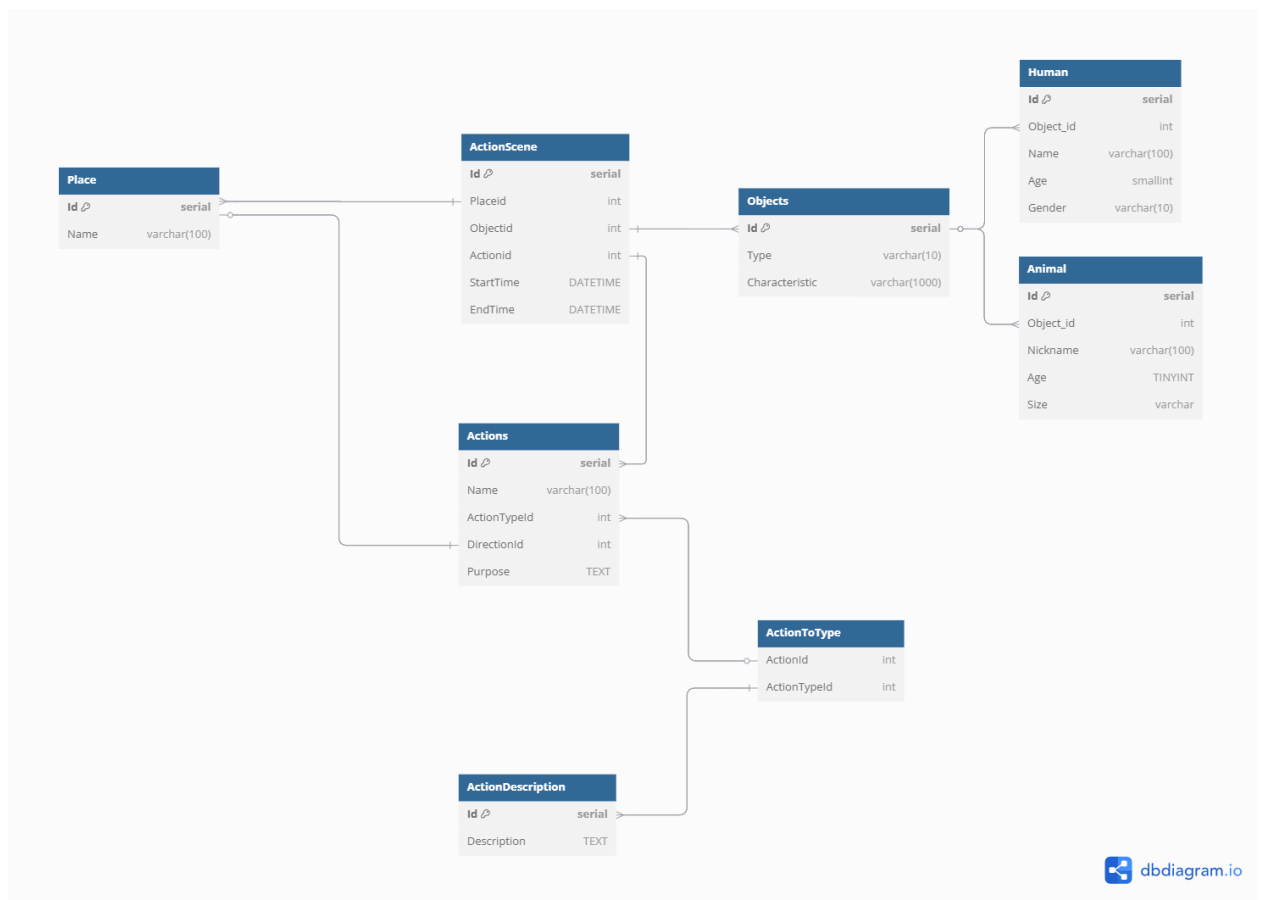 Place
Id serial
Name varchar(100)
ActionScene
Id serial
Placeid int
Objectid int
Actionid int
StartTime DATETIME
EndTime DATETIME
Objects
Id serial
Type varchar(10)
Characteristic varchar(1000)
Human
Id serial
Object_id int
Name varchar(100)
Age smallint
Gender varchar(10)
Animal
Id serial
Object_id int
Nickname varchar(100)
Age TINYINT
Size varchar
Actions
Id serial
Name varchar(100)
ActionTypeId int
DirectionId int
Purpose TEXT
ActionToType
ActionId int
ActionTypeId int
ActionDescription
Id serial
Description TEXT
dbdiagram.io